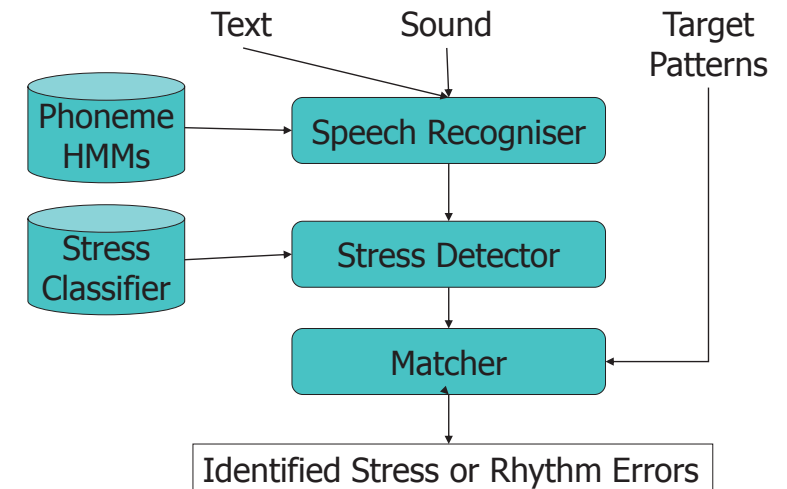 Text
Sound
Target
Patterns
Phoneme
HMMs
Speech Recogniser
Stress
Classifier
Stress Detector
Matcher
Identified Stress or Rhythm Errors